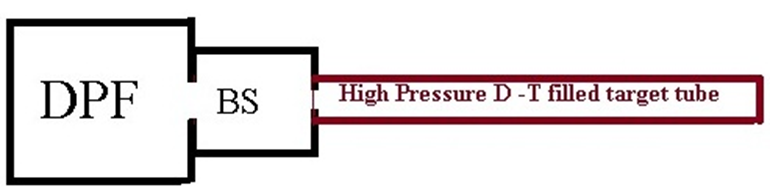 DPF
BS
High Pressure D -T filled target tube